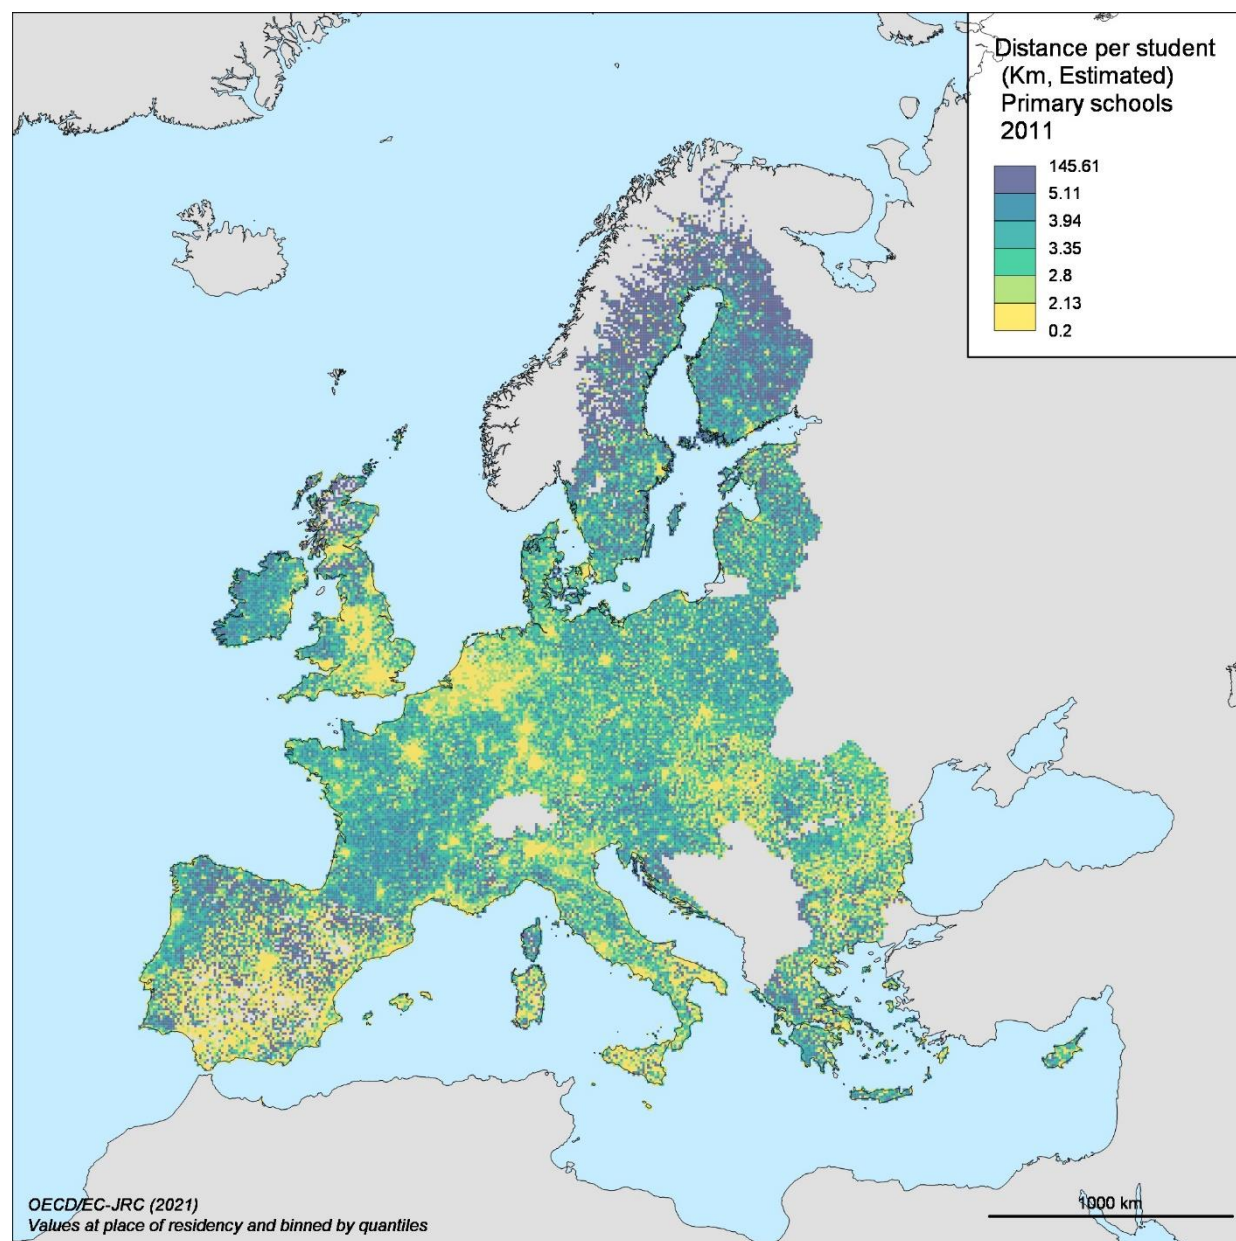 Distance per student
(Km, Estimated)
Primary schools
2011
145.61
5.11
3.94
3.35
2.8
2.13
0.2
OECD/EC-JRC (2021)
Values at place of residency and binned by quantiles
1000 km